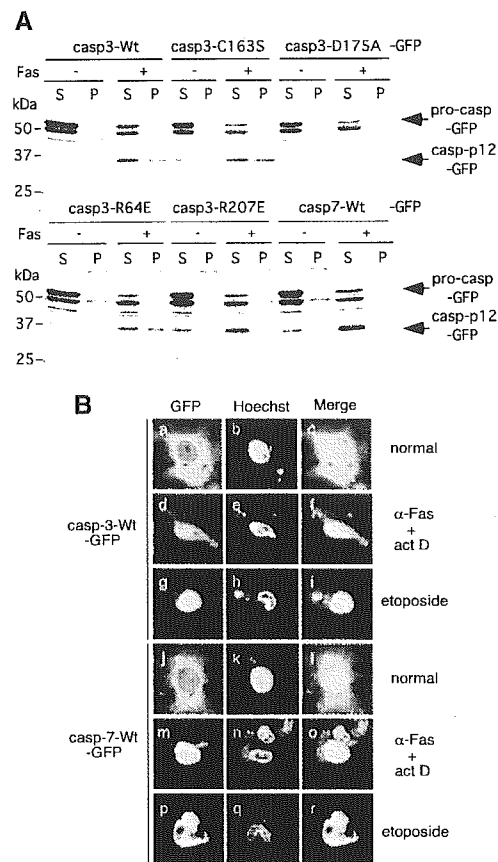 A
casp3-Wt casp3-C163S casp3-D175A -GFP
Fas - + - + - +
S P S P S P S P S P S P
kDa
50-
37-
25-
pro-casp
-GFP
casp-p12
-GFP
casp3-R64E casp3-R207E casp7-Wt -GFP
Fas - + - + - +
S P S P S P S P S P S P
kDa
50-
37-
25-
pro-casp
-GFP
casp-p12
-GFP
B
GFP Hoechst Merge
a b c normal
casp-3-Wt
-GFP
d e f α-Fas
+
act D
g h i etoposide
j k l normal
casp-7-Wt
-GFP
m n o α-Fas
+
act D
p q r etoposide